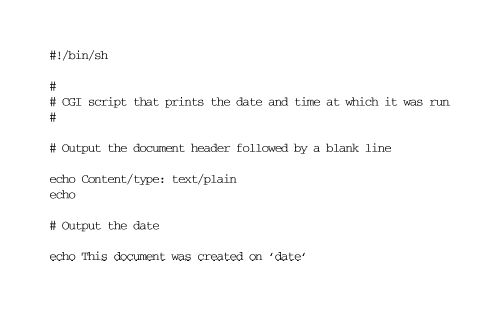 #!/bin/sh
#
# CGI script that prints the date and time at which it was run
#
# Output the document header followed by a blank line
echo Content/type: text/plain
echo
# Output the date
echo This document was created on ‘date‘